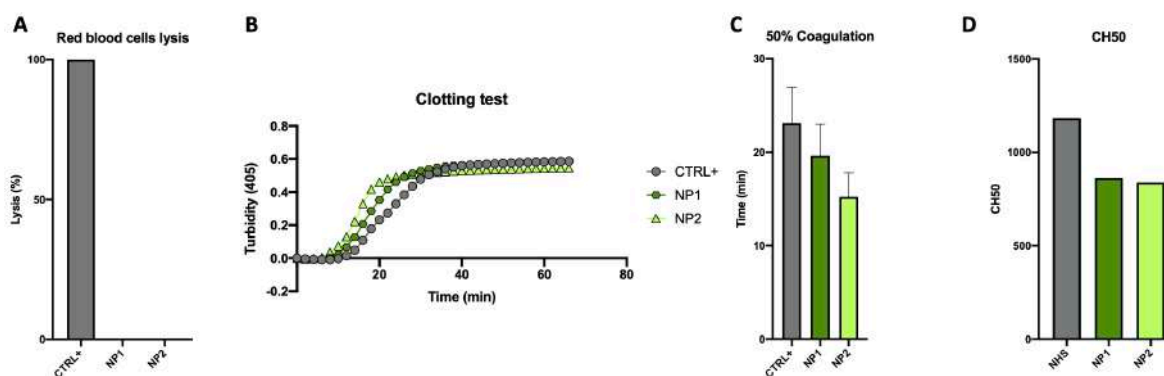 A
Red blood cells lysis
100
50
0
Lysis (%)
CTRL+
NP1
NP2
B
Clotting test
0.8
0.6
0.4
0.2
0.0
-0.2
Turbidity (405)
20
40
60
80
Time (min)
CTRL+
NP1
NP2
C
50% Coagulation
30
20
10
0
Time (min)
CTRL+
NP1
NP2
D
CH50
1500
1000
500
0
CH50
NHS
NP1
NP2